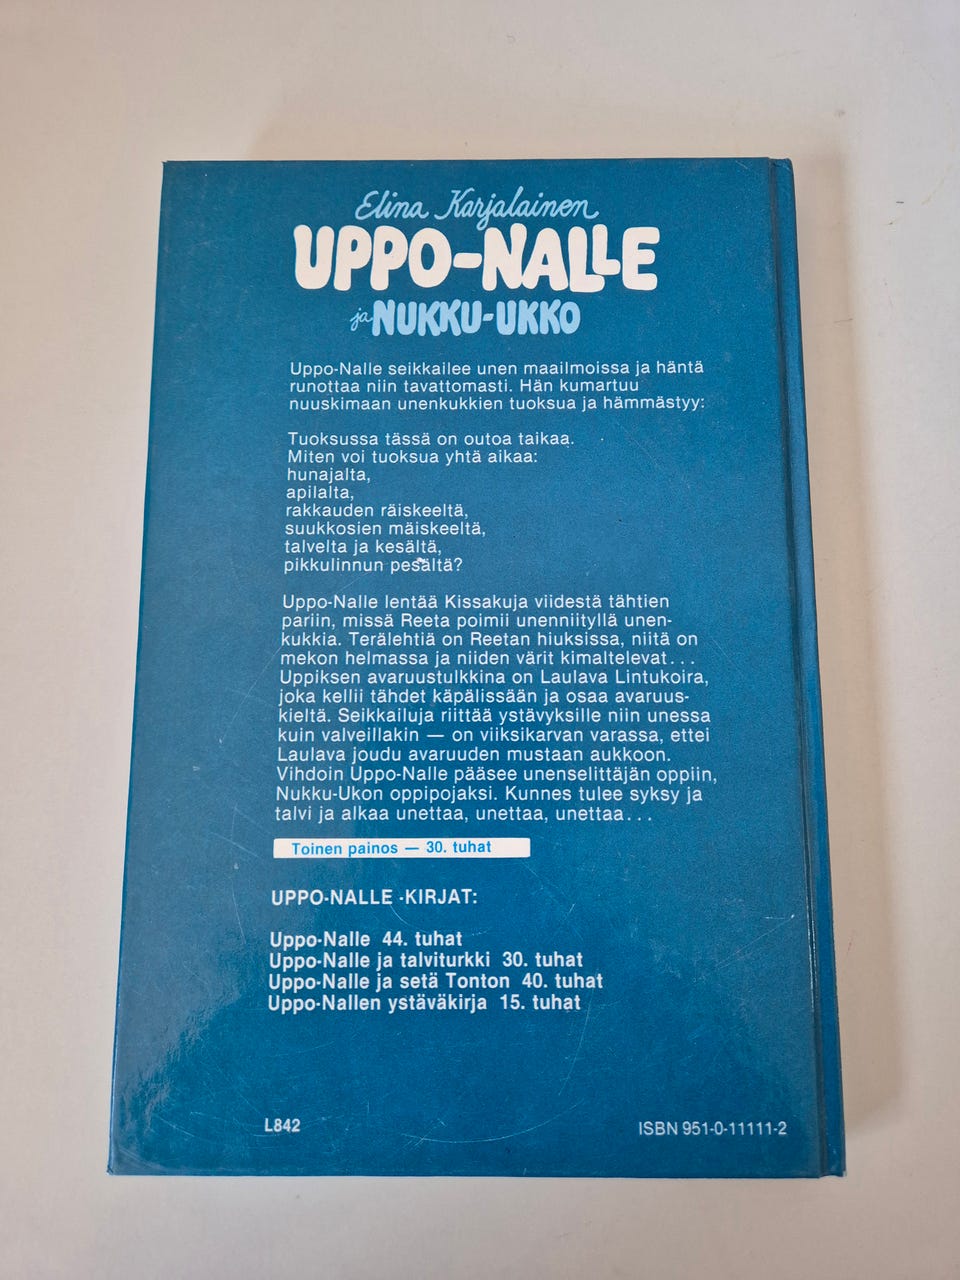 Elina Karjalainen
UPPO-NALLE
ja NUKKU-UKKO
Uppo-Nalle seikkailee unen maailmoissa ja häntä
runottaa niin tavattomasti. Hän kumartuu
nuuskimaan unenkukkien tuoksua ja hämmästyy:
Tuoksussa tässä on outoa taikaa.
Miten voi tuoksua yhtä aikaa:
hunajalta,
apilalta,
rakkauden räiskeeltä,
suukkosien mäiskeeltä,
talvelta ja kesältä,
pikkulinnun pesältä?
Uppo-Nalle lentää Kissakuja viidestä tähtien
pariin, missä Reeta poimii unenniityllä unen-
kukkia. Terälehtiä on Reetan hiuksissa, niitä on
mekon helmassa ja niiden värit kimaltelevat...
Uppiksen avaruustulkkina on Laulava Lintukoira,
joka kellii tähdet käpälissään ja osaa avaruus-
kieltä. Seikkailuja riittää ystävyksille niin unessa
kuin valveillakin — on viiksikarvan varassa, ettei
Laulava joudu avaruuden mustaan aukkoon.
Vihdoin Uppo-Nalle pääsee unenselittäjän oppiin,
Nukku-Ukon oppipojaksi. Kunnes tulee syksy ja
talvi ja alkaa unettaa, unettaa, unettaa...
Toinen painos — 30. tuhat
UPPO-NALLE -KIRJAT:
Uppo-Nalle 44. tuhat
Uppo-Nalle ja talviturkki 30. tuhat
Uppo-Nalle ja setä Tonton 40. tuhat
Uppo-Nallen ystäväkirja 15. tuhat
L842
ISBN 951-0-11111-2